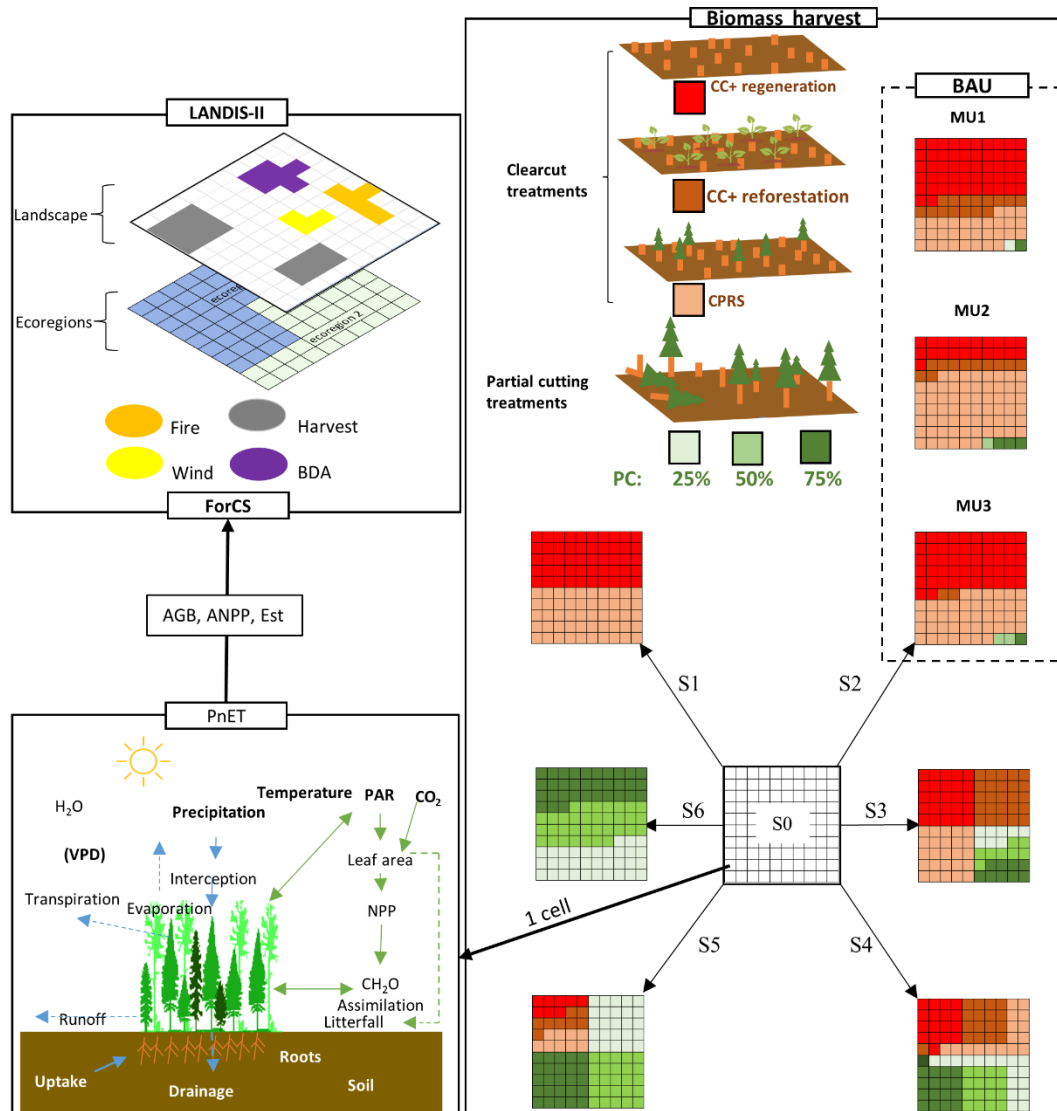 Biomass harvest
LANDIS-II
Landscape
Ecoregions
ecoregion 2
Fire
Harvest
Wind
BDA
ForCS
AGB, ANPP, Est
PnET
H₂O
(VPD)
Precipitation
Temperature
PAR
CO₂
Interception
Leaf area
Transpiration
Evaporation
NPP
CH₂O
Assimilation
Litterfall
Runoff
Roots
Uptake
Drainage
Soil
Clearcut
treatments
CC+ regeneration
CC+ reforestation
CPRS
Partial cutting
treatments
PC: 25% 50% 75%
BAU
MU1
MU2
MU3
S1
S2
S6
S0
S3
1 cell
S5
S4